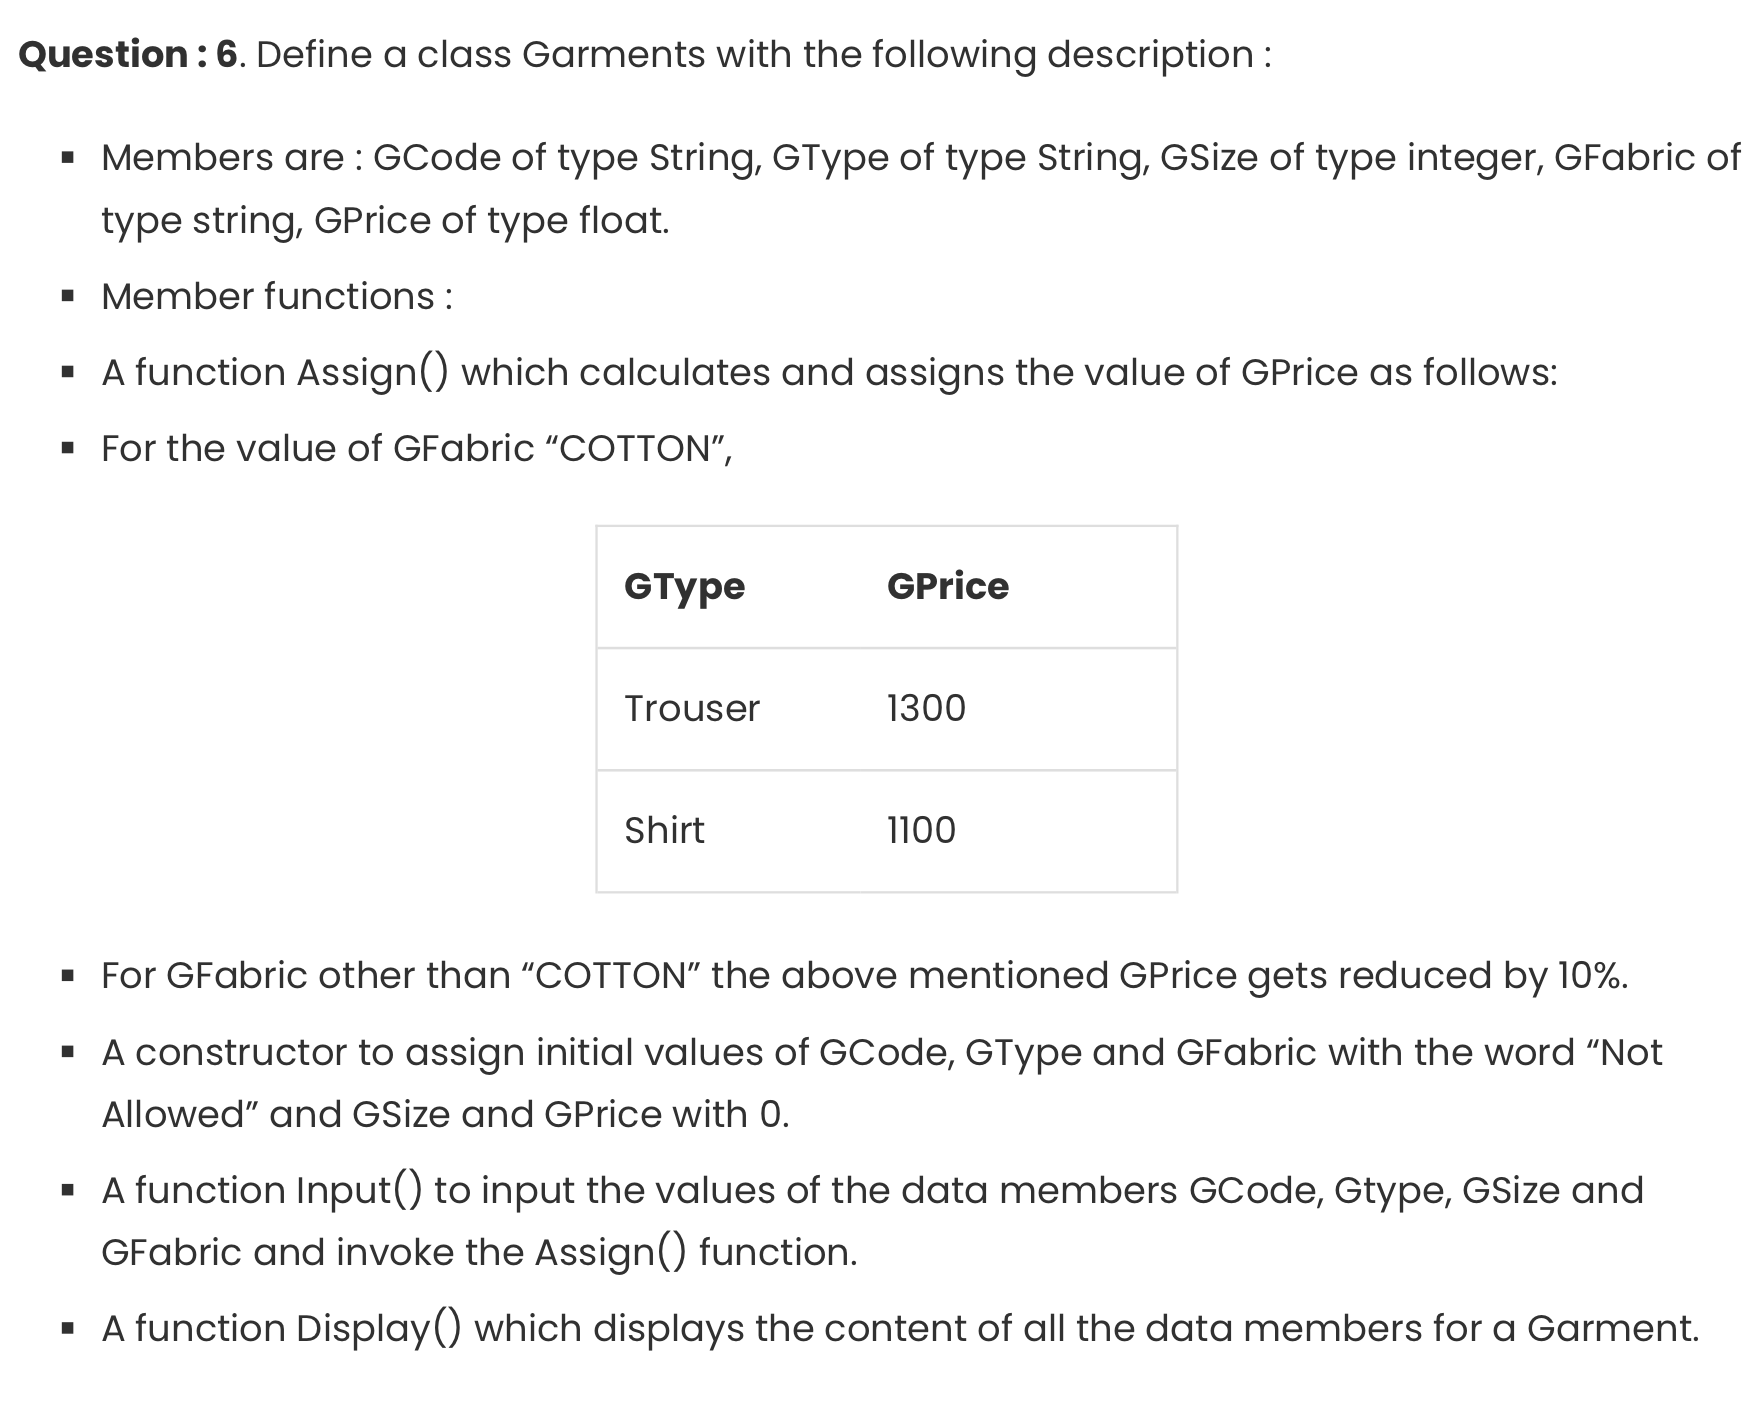 Question : 6. Define a class Garments with the following description :
▪ Members are : GCode of type String, GType of type String, GSize of type integer, GFabric of
type string, GPrice of type float.
▪ Member functions :
▪ A function Assign() which calculates and assigns the value of GPrice as follows:
▪ For the value of GFabric “COTTON”,
GType GPrice
Trouser 1300
Shirt 1100
▪ For GFabric other than “COTTON” the above mentioned GPrice gets reduced by 10%.
▪ A constructor to assign initial values of GCode, GType and GFabric with the word “Not
Allowed” and GSize and GPrice with 0.
▪ A function Input() to input the values of the data members GCode, Gtype, GSize and
GFabric and invoke the Assign() function.
▪ A function Display() which displays the content of all the data members for a Garment.